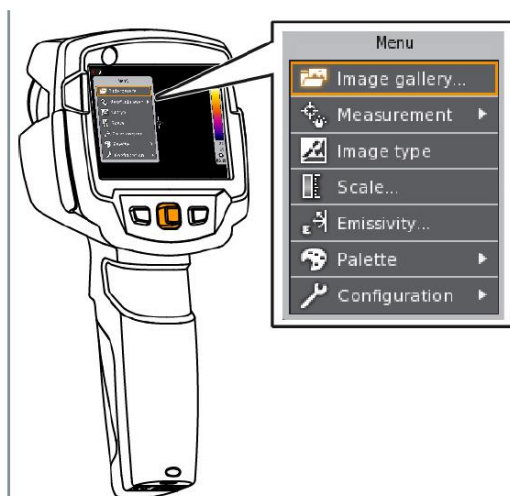 Menu
Image gallery...
Measurement
Image type
Scale...
Emissivity...
Palette
Configuration